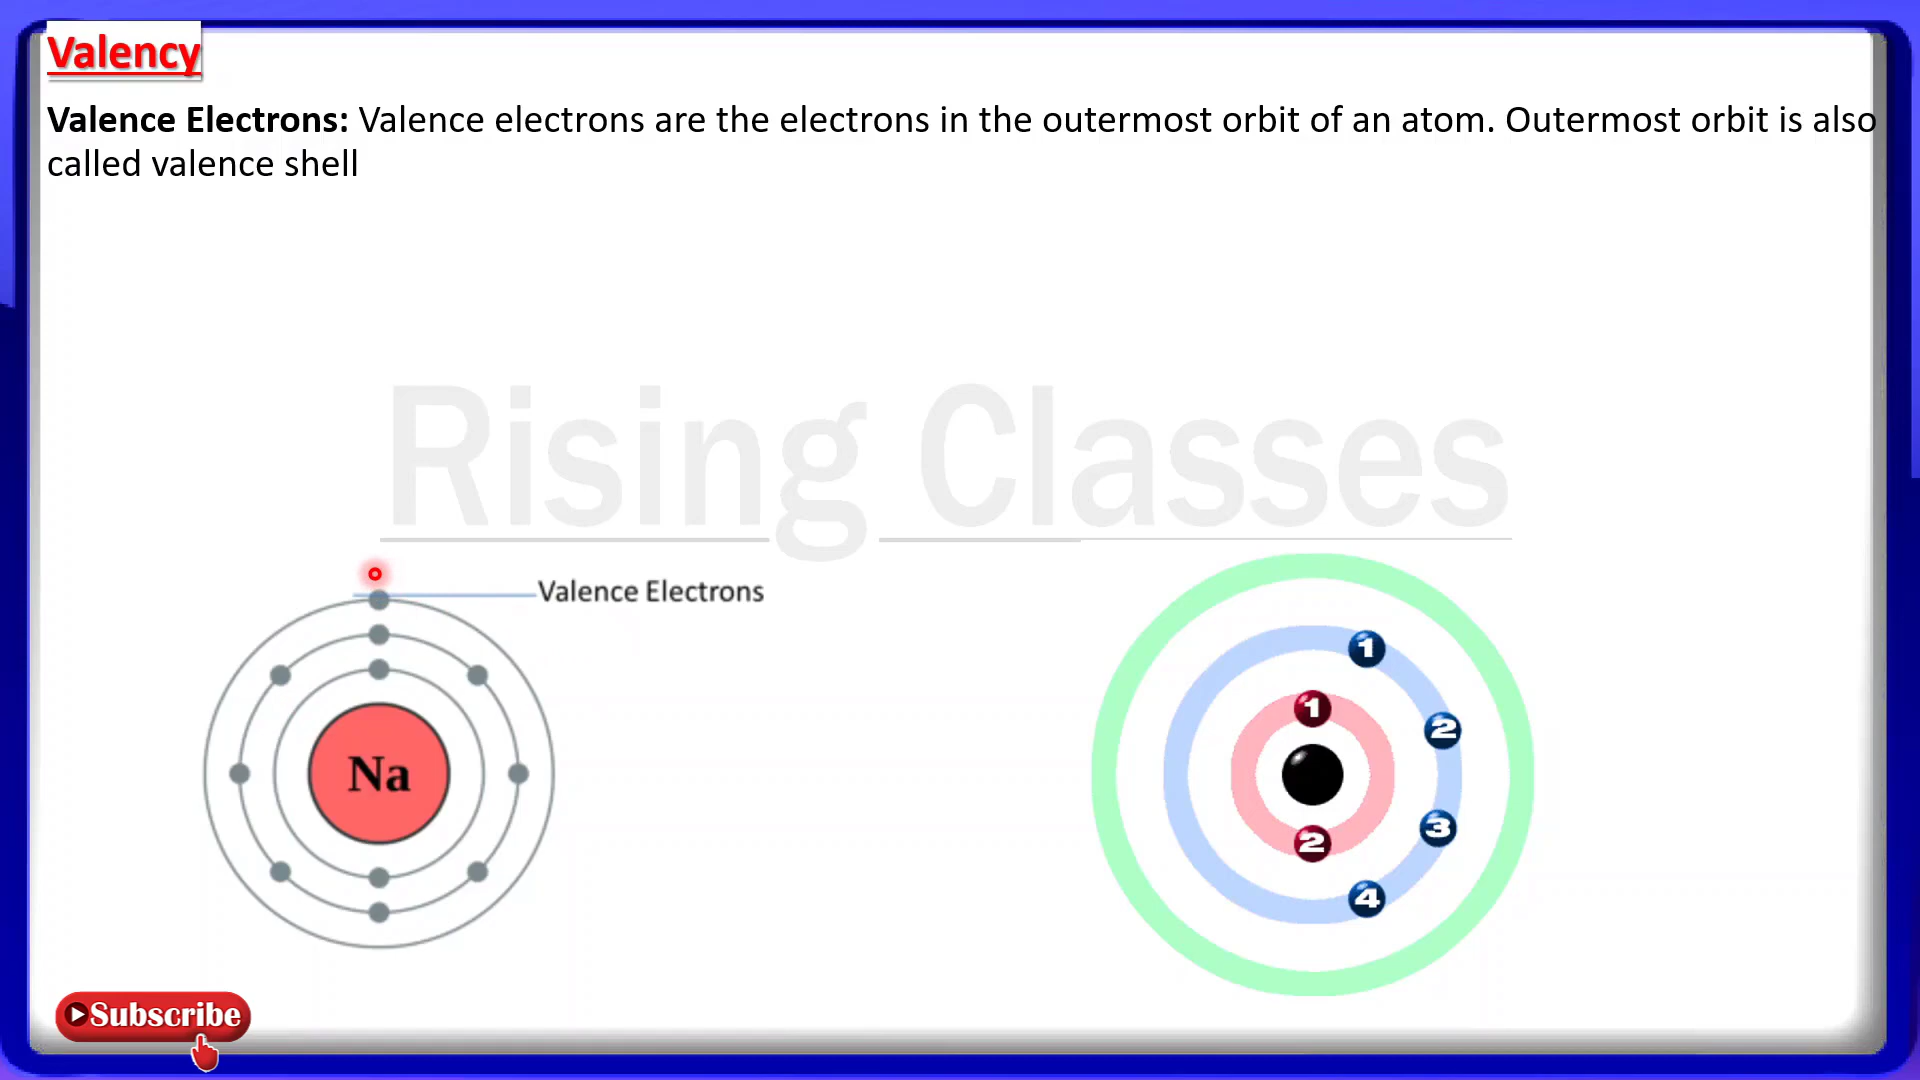 Valency
Valence Electrons: Valence electrons are the electrons in the outermost orbit of an atom. Outermost orbit is also
called valence shell
Rising Classes
Valence Electrons
1
1
2
Na
3
2
4
Subscribe